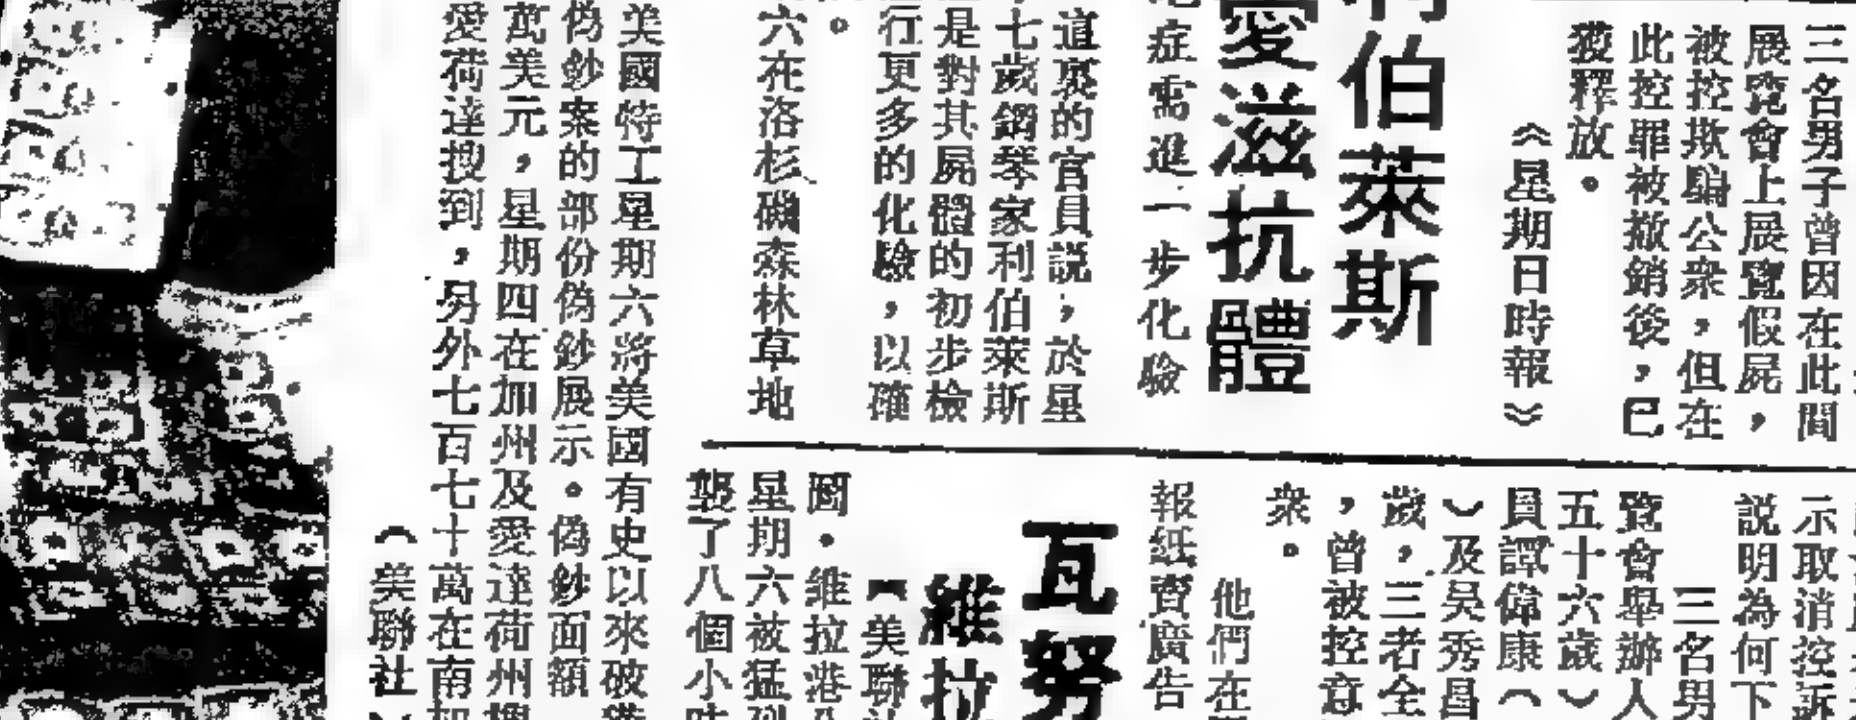 三名男子曾因在此間
展覽會上展覽假屍，
被控欺騙公衆，但在
此控罪被撤銷後，已
獲釋放。
《星期日時報》
伯萊斯
愛滋抗體
症需進一步化驗
這裏的官員説，於星
七歲鋼琴家利伯萊斯
是對其屍體的初步檢
行更多的化驗，以確
。
六在洛杉磯森林草地
示取消控訴
説明為何下
三名男
覽會舉辦人
五十六歲）
員譚偉康（
）及吴秀昌
歲，三者全
，曾被控意
衆。
他們在
報紙賣廣告
瓦努
維拉
【美聯
圖·維拉港
星期六被猛烈
襲了八個小
美國特工星期六將美國有史以來破
偽鈔案的部份偽鈔展示。偽鈔面額
萬美元，星期四在加州及愛達荷州
愛荷達搜到，另外七百七十萬在南
（美聯社）